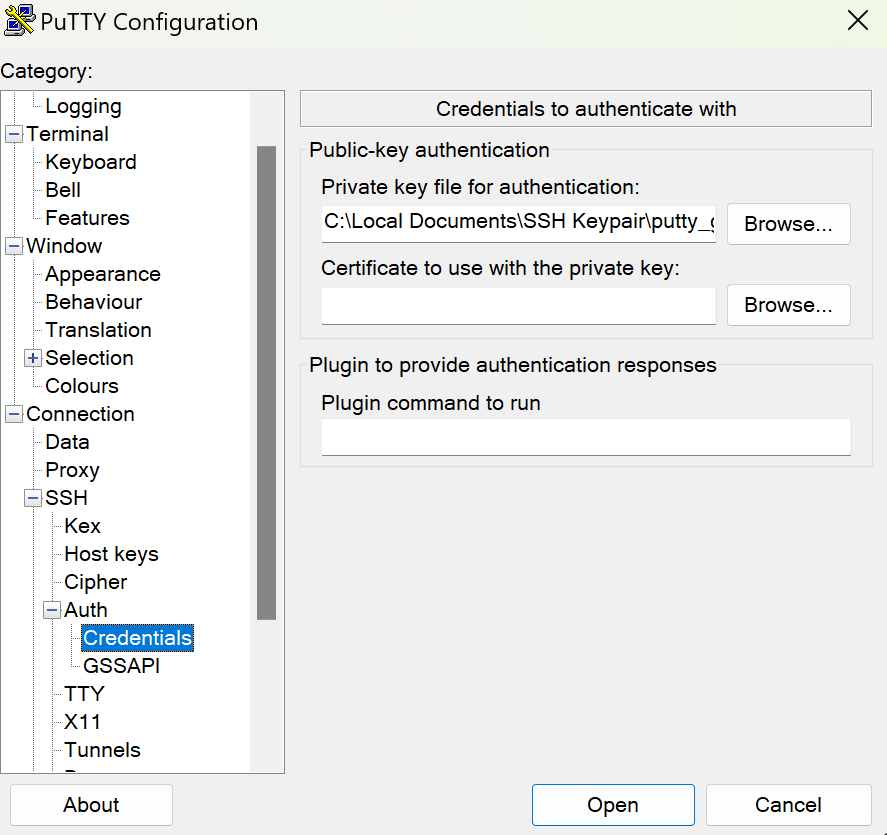 PuTTY Configuration
Category:
Logging
Terminal
Keyboard
Bell
Features
Window
Appearance
Behaviour
Translation
Selection
Colours
Connection
Data
Proxy
SSH
Kex
Host keys
Cipher
Auth
Credentials
GSSAPI
TTY
X11
Tunnels
Credentials to authenticate with
Public-key authentication
Private key file for authentication:
C:\Local Documents\SSH Keypair\putty_g
Browse...
Certificate to use with the private key:
Browse...
Plugin to provide authentication responses
Plugin command to run
About
Open
Cancel